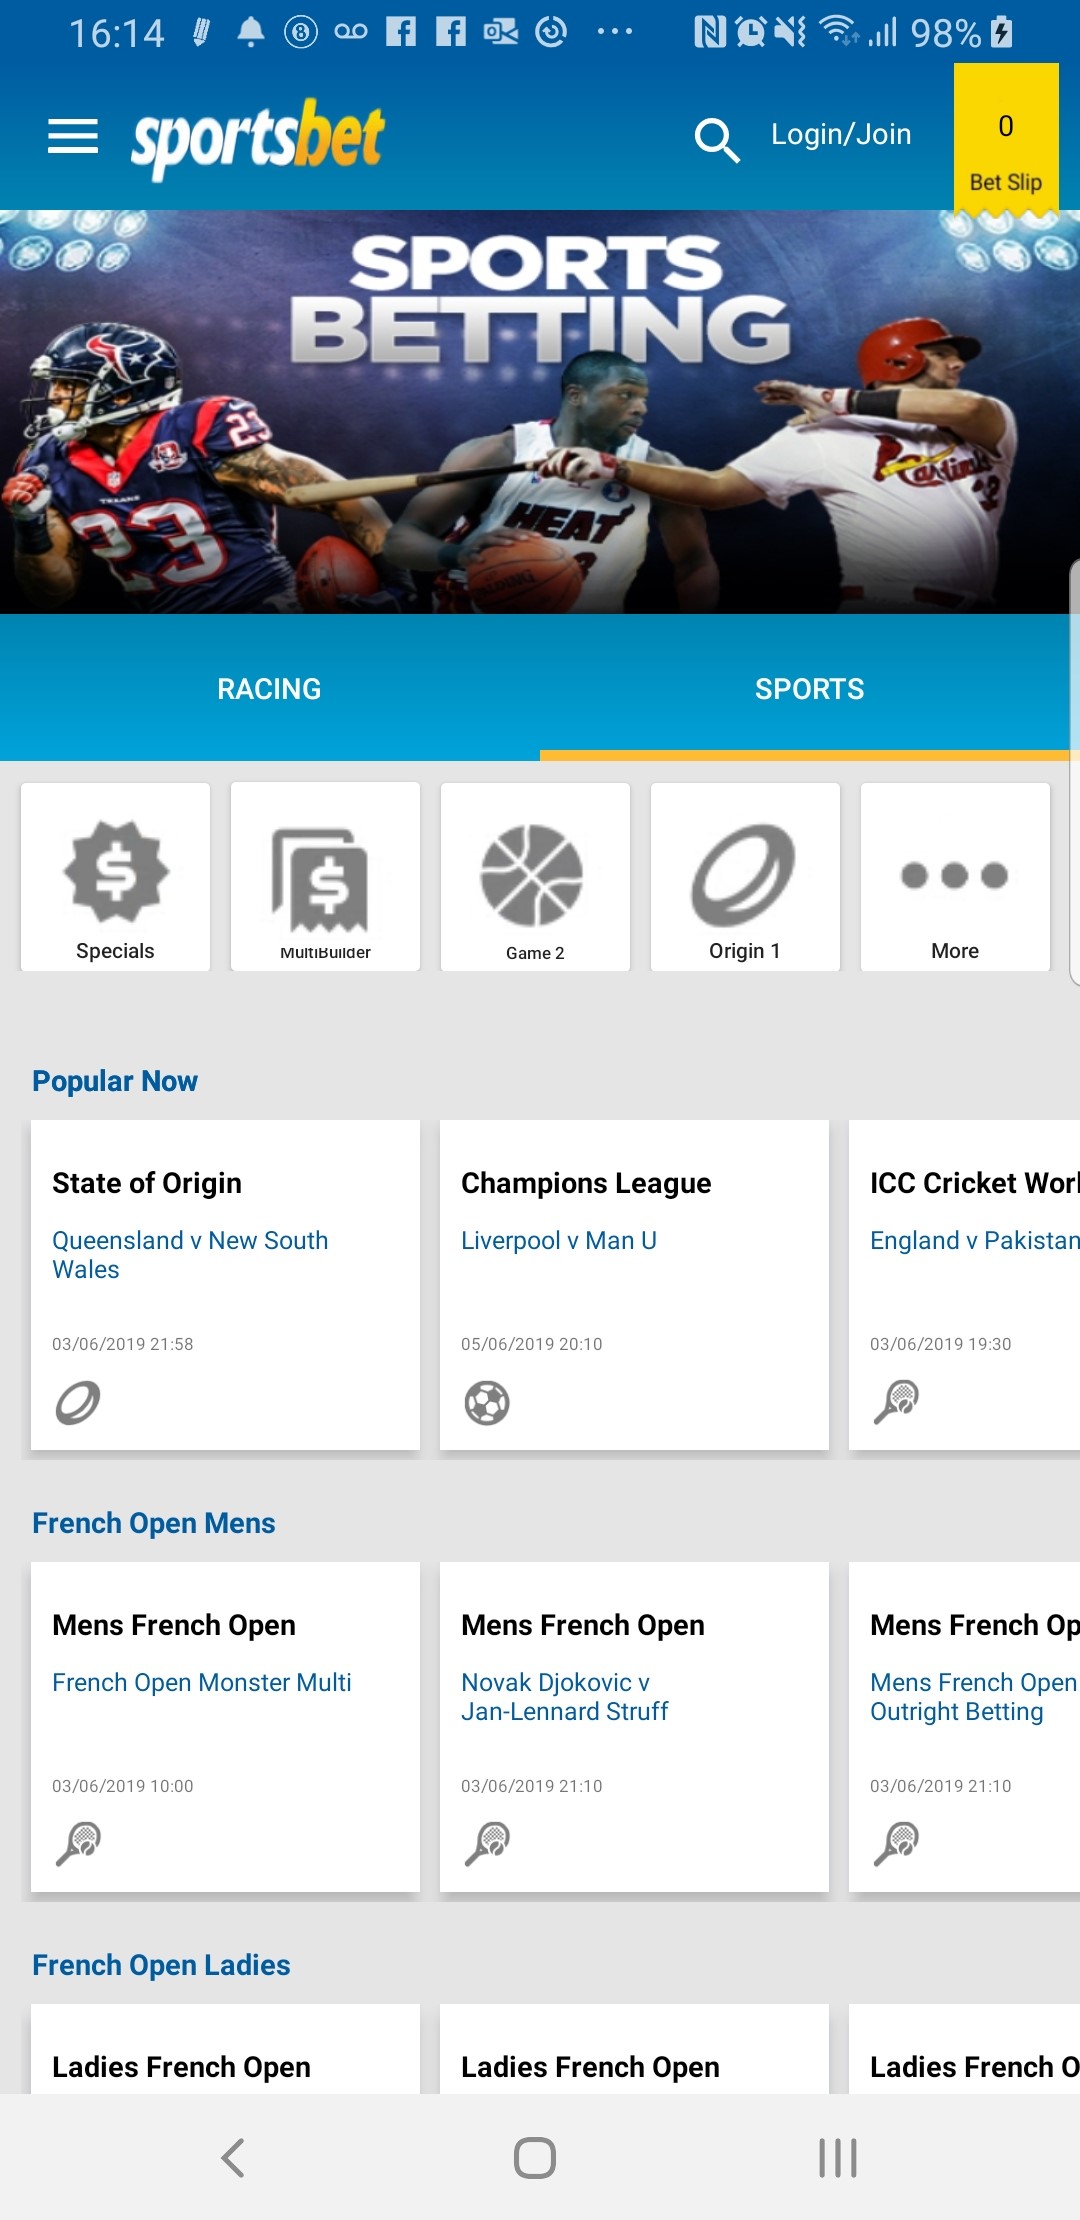 16:14
98%
sportsbet
Login/Join
0
Bet Slip
SPORTS
BETTING
23
TEXANS
23
HEAT
SPALDING
Cardinals
RACING
SPORTS
Specials
MultiBuilder
Game 2
Origin 1
More
Popular Now
State of Origin
Queensland v New South
Wales
03/06/2019 21:58
Champions League
Liverpool v Man U
05/06/2019 20:10
ICC Cricket Worl
England v Pakistan
03/06/2019 19:30
French Open Mens
Mens French Open
French Open Monster Multi
03/06/2019 10:00
Mens French Open
Novak Djokovic v
Jan-Lennard Struff
03/06/2019 21:10
Mens French Op
Mens French Open
Outright Betting
03/06/2019 21:10
French Open Ladies
Ladies French Open
Ladies French Open
Ladies French O